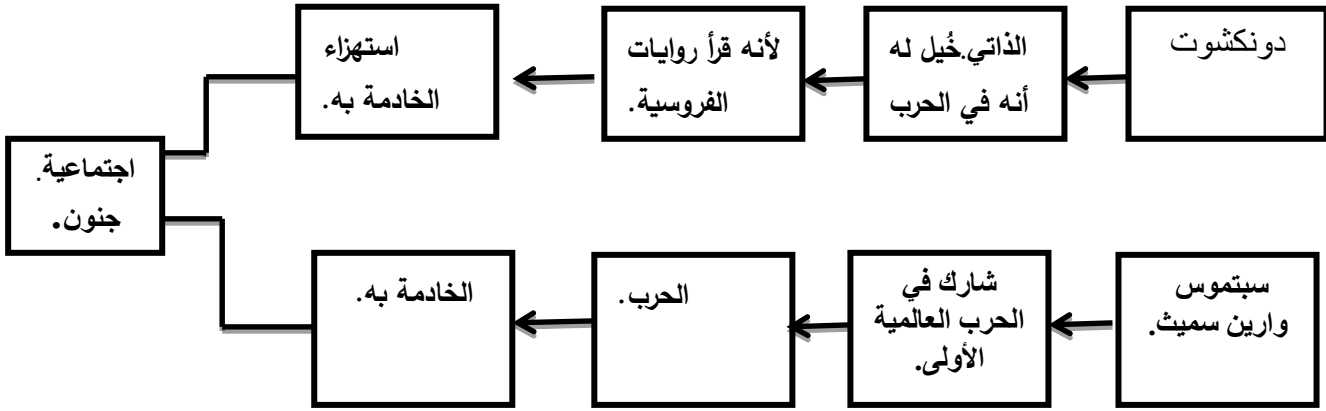 دونكشوت
الذاتي.خُيل له
أنه في الحرب
لأنه قرأ روايات
الفروسية.
استهزاء
الخادمة به.
اجتماعية.
جنون.
سبتموس
وارين سميث.
شارك في
الحرب العالمية
الأولى.
الحرب.
الخادمة به.